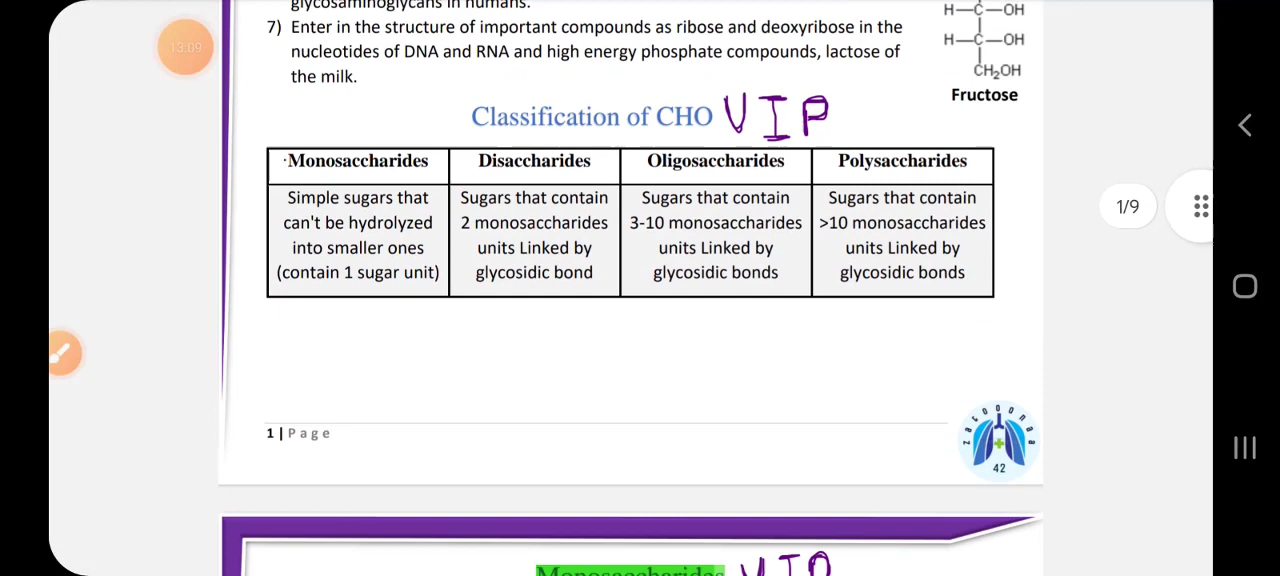 glycosaminoglycans in humans.
7) Enter in the structure of important compounds as ribose and deoxyribose in the
nucleotides of DNA and RNA and high energy phosphate compounds, lactose of
the milk.
H—C—OH
H—C—OH
CH₂OH
Fructose
13:09
Classification of CHO VIP
Monosaccharides Disaccharides Oligosaccharides Polysaccharides
Simple sugars that Sugars that contain Sugars that contain Sugars that contain
can't be hydrolyzed 2 monosaccharides 3-10 monosaccharides >10 monosaccharides
into smaller ones units Linked by units Linked by units Linked by
(contain 1 sugar unit) glycosidic bond glycosidic bonds glycosidic bonds
1/9
1 | Page
zacoonaa
42
Monosaccharides VIP